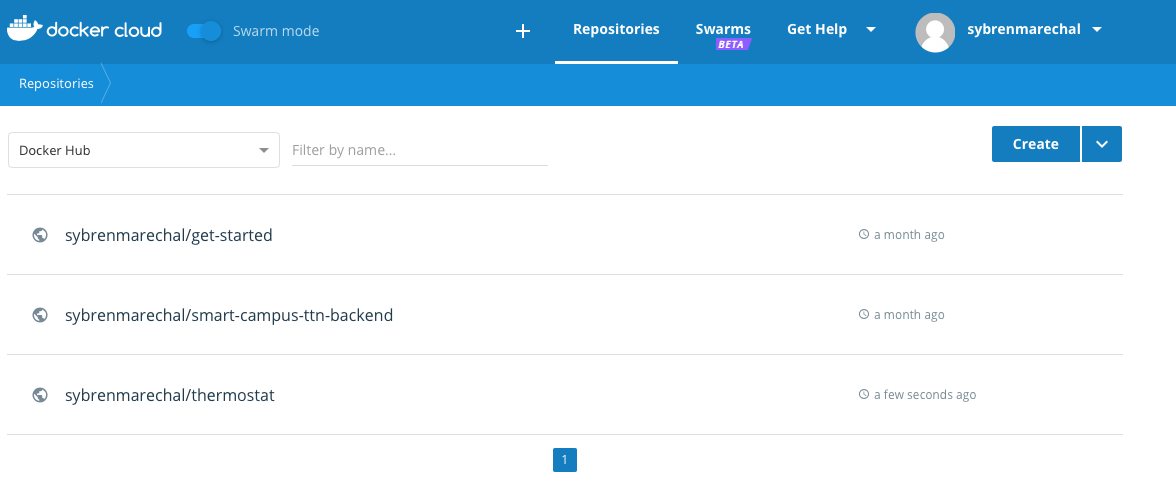 docker cloud
Swarm mode
+
Repositories
Swarms
BETA
Get Help
sybrenmarechal
Repositories
Docker Hub
Filter by name...
Create
sybrenmarechal/get-started
a month ago
sybrenmarechal/smart-campus-ttn-backend
a month ago
sybrenmarechal/thermostat
a few seconds ago
1